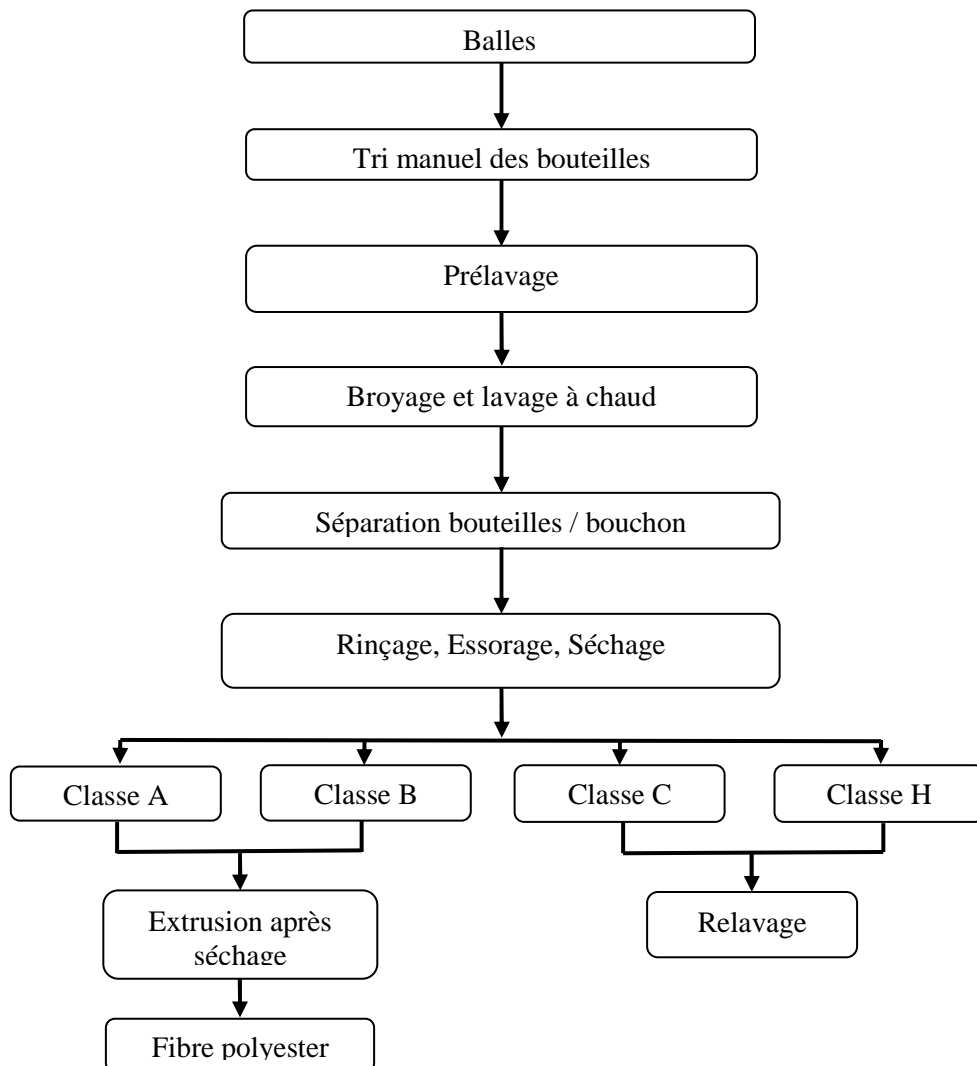 Balles
Tri manuel des bouteilles
Prélavage
Broyage et lavage à chaud
Séparation bouteilles / bouchon
Rinçage, Essorage, Séchage
Classe A
Classe B
Classe C
Classe H
Extrusion après
séchage
Relavage
Fibre polyester